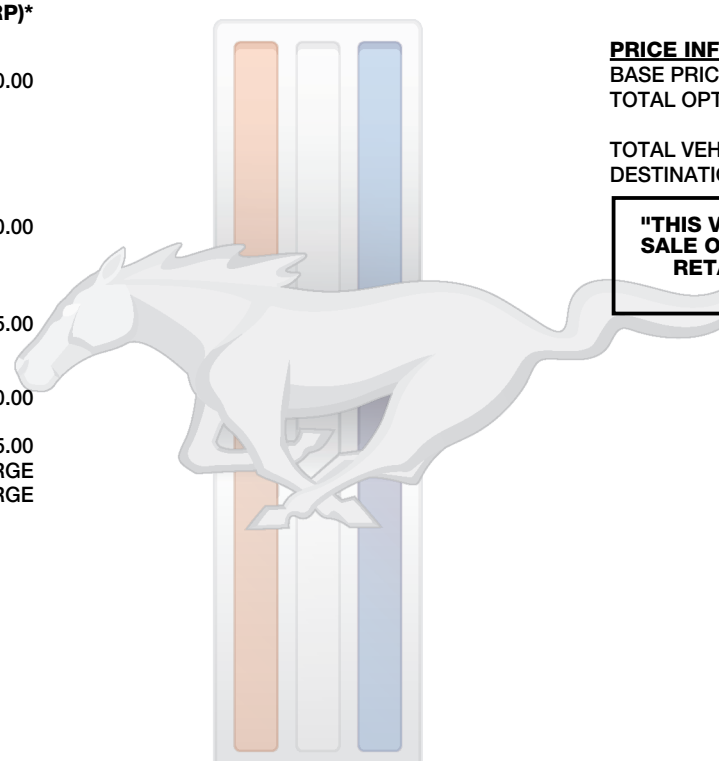 RP)*
0.00
0.00
5.00
0.00
5.00
RGE
RGE
PRICE INF
BASE PRIC
TOTAL OPT
TOTAL VEH
DESTINATIO
"THIS V
SALE O
RETA